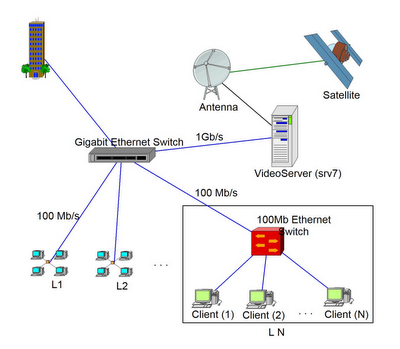 Antenna
Satellite
Gigabit Ethernet Switch
1Gb/s
VideoServer (srv7)
100 Mb/s
100 Mb/s
100Mb Ethernet
Switch
L1
L2
. . .
. . .
Client (1)
Client (2)
Client (N)
L N